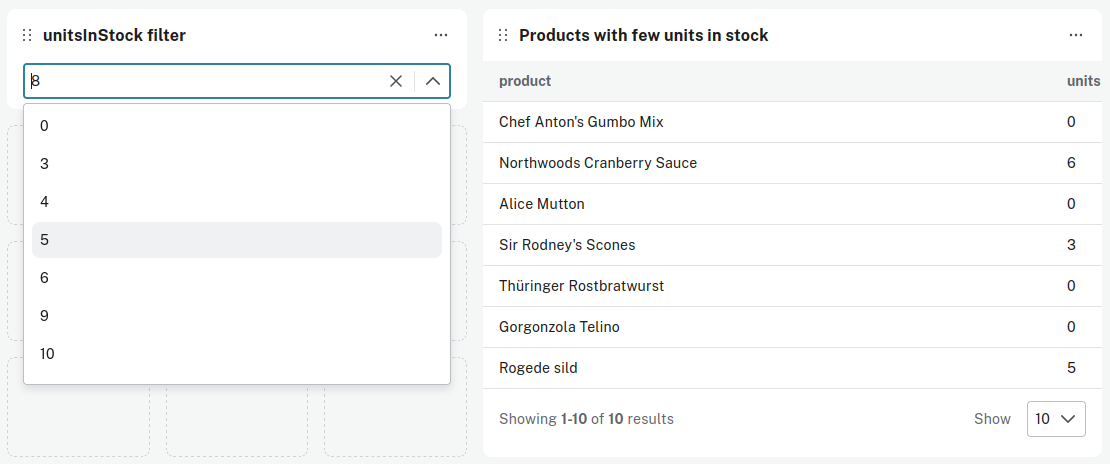 unitsInStock filter
8
0
3
4
5
6
9
10
Products with few units in stock
product units
Chef Anton's Gumbo Mix 0
Northwoods Cranberry Sauce 6
Alice Mutton 0
Sir Rodney's Scones 3
Thüringer Rostbratwurst 0
Gorgonzola Telino 0
Rogede sild 5
Showing 1-10 of 10 results Show 10